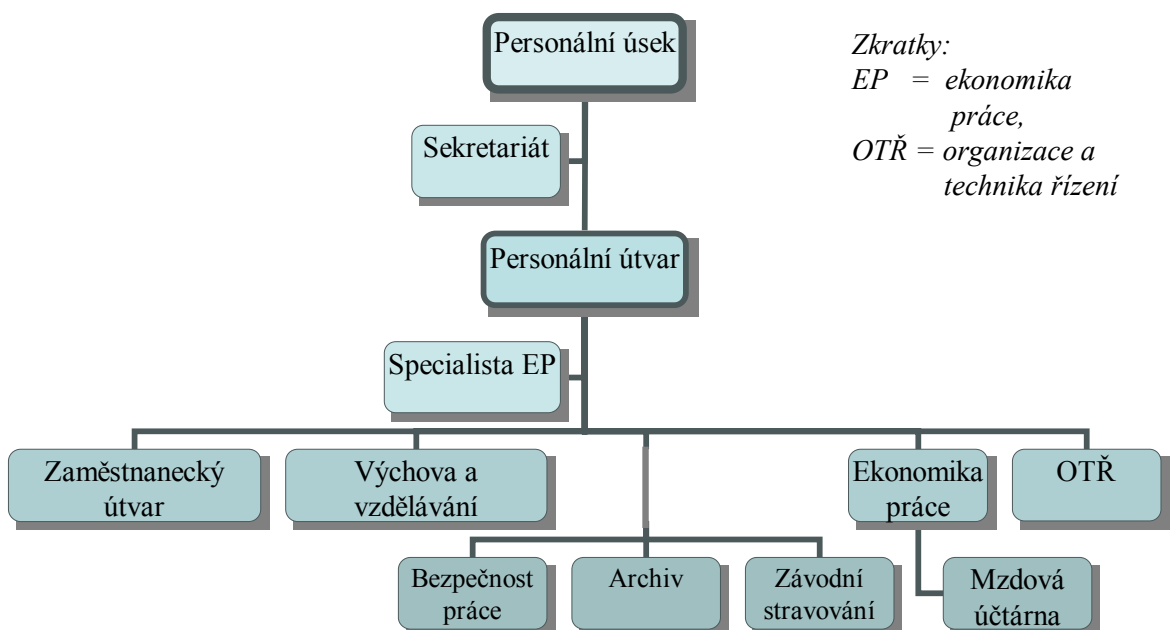 Personální úsek
Zkratky:
EP = ekonomika
práce,
OTŘ = organizace a
technika řízení
Sekretariát
Personální útvar
Specialista EP
Zaměstnanecký
útvar
Výchova a
vzdělávání
Ekonomika
práce
OTŘ
Bezpečnost
práce
Archiv
Závodní
stravování
Mzdová
účtárna